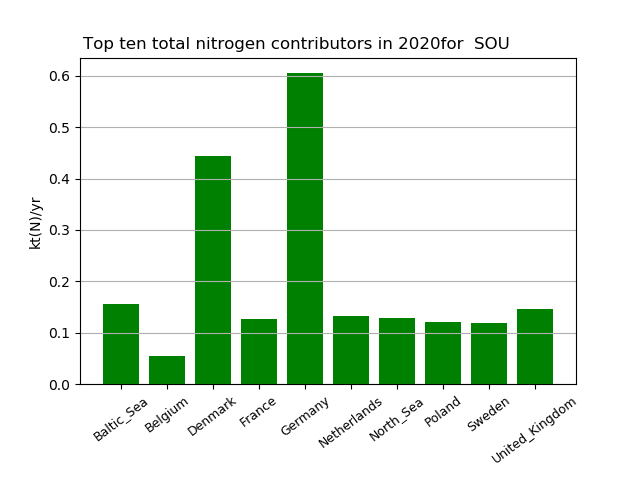 Top ten total nitrogen contributors in 2020for  SOU
kt(N)/yr
0.6
0.5
0.4
0.3
0.2
0.1
0.0
Baltic_Sea
Belgium
Denmark
France
Germany
Netherlands
North_Sea
Poland
Sweden
United_Kingdom